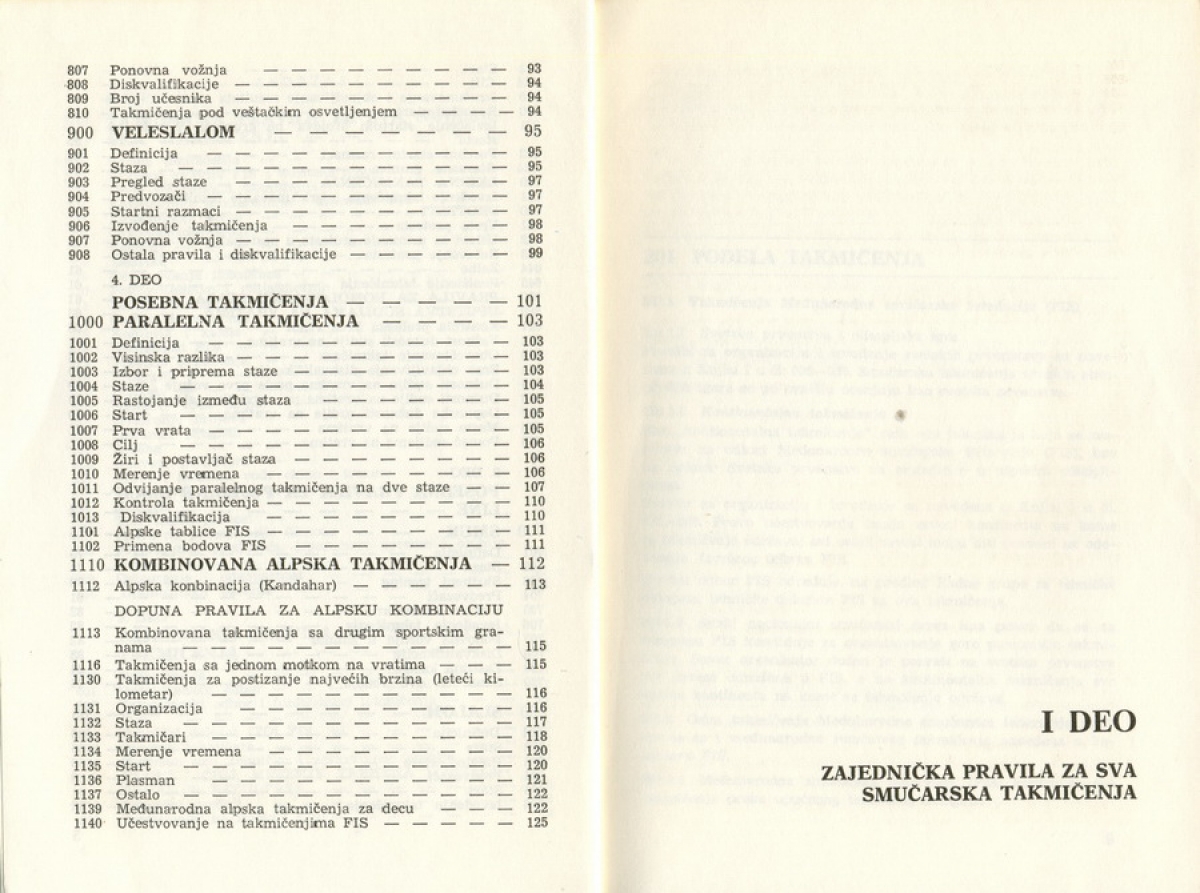 807 Ponovna vožnja — — — — — — — — — 93
808 Diskvalifikacije — — — — — — — — — — 94
809 Broj učesnika — — — — — — — — — — 94
810 Takmičenja pod veštačkim osvetljenjem — — — — 94
900 VELESLALOM — — — — — — — — — 95
901 Definicija — — — — — — — — — — — 95
902 Staza — — — — — — — — — — — — 95
903 Pregled staze — — — — — — — — — — 97
904 Predvozači — — — — — — — — — — — 97
905 Startni razmaci — — — — — — — — — — 97
906 Izvođenje takmičenja — — — — — — — — — 98
907 Ponovna vožnja — — — — — — — — — — 98
908 Ostala pravila i diskvalifikacije — — — — — — 99
4. DEO
POSEBNA TAKMIČENJA — — — — — — 101
1000 PARALELNA TAKMIČENJA — — — — — 103
1001 Definicija — — — — — — — — — — — 103
1002 Visinska razlika — — — — — — — — — — 103
1003 Izbor i priprema staze — — — — — — — — 103
1004 Staze — — — — — — — — — — — — 104
1005 Rastojanje između staza — — — — — — — 105
1006 Start — — — — — — — — — — — — 105
1007 Prva vrata — — — — — — — — — — — 105
1008 Cilj — — — — — — — — — — — — 106
1009 Žiri i postavljač staza — — — — — — — — 106
1010 Merenje vremena — — — — — — — — — 106
1011 Odvijanje paralelnog takmičenja na dve staze — — 107
1012 Kontrola takmičenja — — — — — — — — — 110
1013 Diskvalifikacija — — — — — — — — — — 110
1101 Alpske tablice FIS — — — — — — — — — 111
1102 Primena bodova FIS — — — — — — — — 111
1110 KOMBINOVANA ALPSKA TAKMIČENJA — 112
1112 Alpska konbinacija (Kandahar) — — — — — — 113
DOPUNA PRAVILA ZA ALPSKU KOMBINACIJU
1113 Kombinovana takmičenja sa drugim sportskim gra-
nama — — — — — — — — — — — — 115
1116 Takmičenja sa jednom motkom na vratima — — — 115
1130 Takmičenja za postizanje najvećih brzina (leteći ki-
lometar) — — — — — — — — — — — 116
1131 Organizacija — — — — — — — — — — 116
1132 Staza — — — — — — — — — — — — 117
1133 Takmičari — — — — — — — — — — — 118
1134 Merenje vremena — — — — — — — — — 120
1135 Start — — — — — — — — — — — — 120
1136 Plasman — — — — — — — — — — — 121
1137 Ostalo — — — — — — — — — — — 122
1139 Međunarodna alpska takmičenja za decu — — — 122
1140 Učestvovanje na takmičenjima FIS — — — — — 125
I DEO
ZAJEDNIČKA PRAVILA ZA SVA
SMUČARSKA TAKMIČENJA